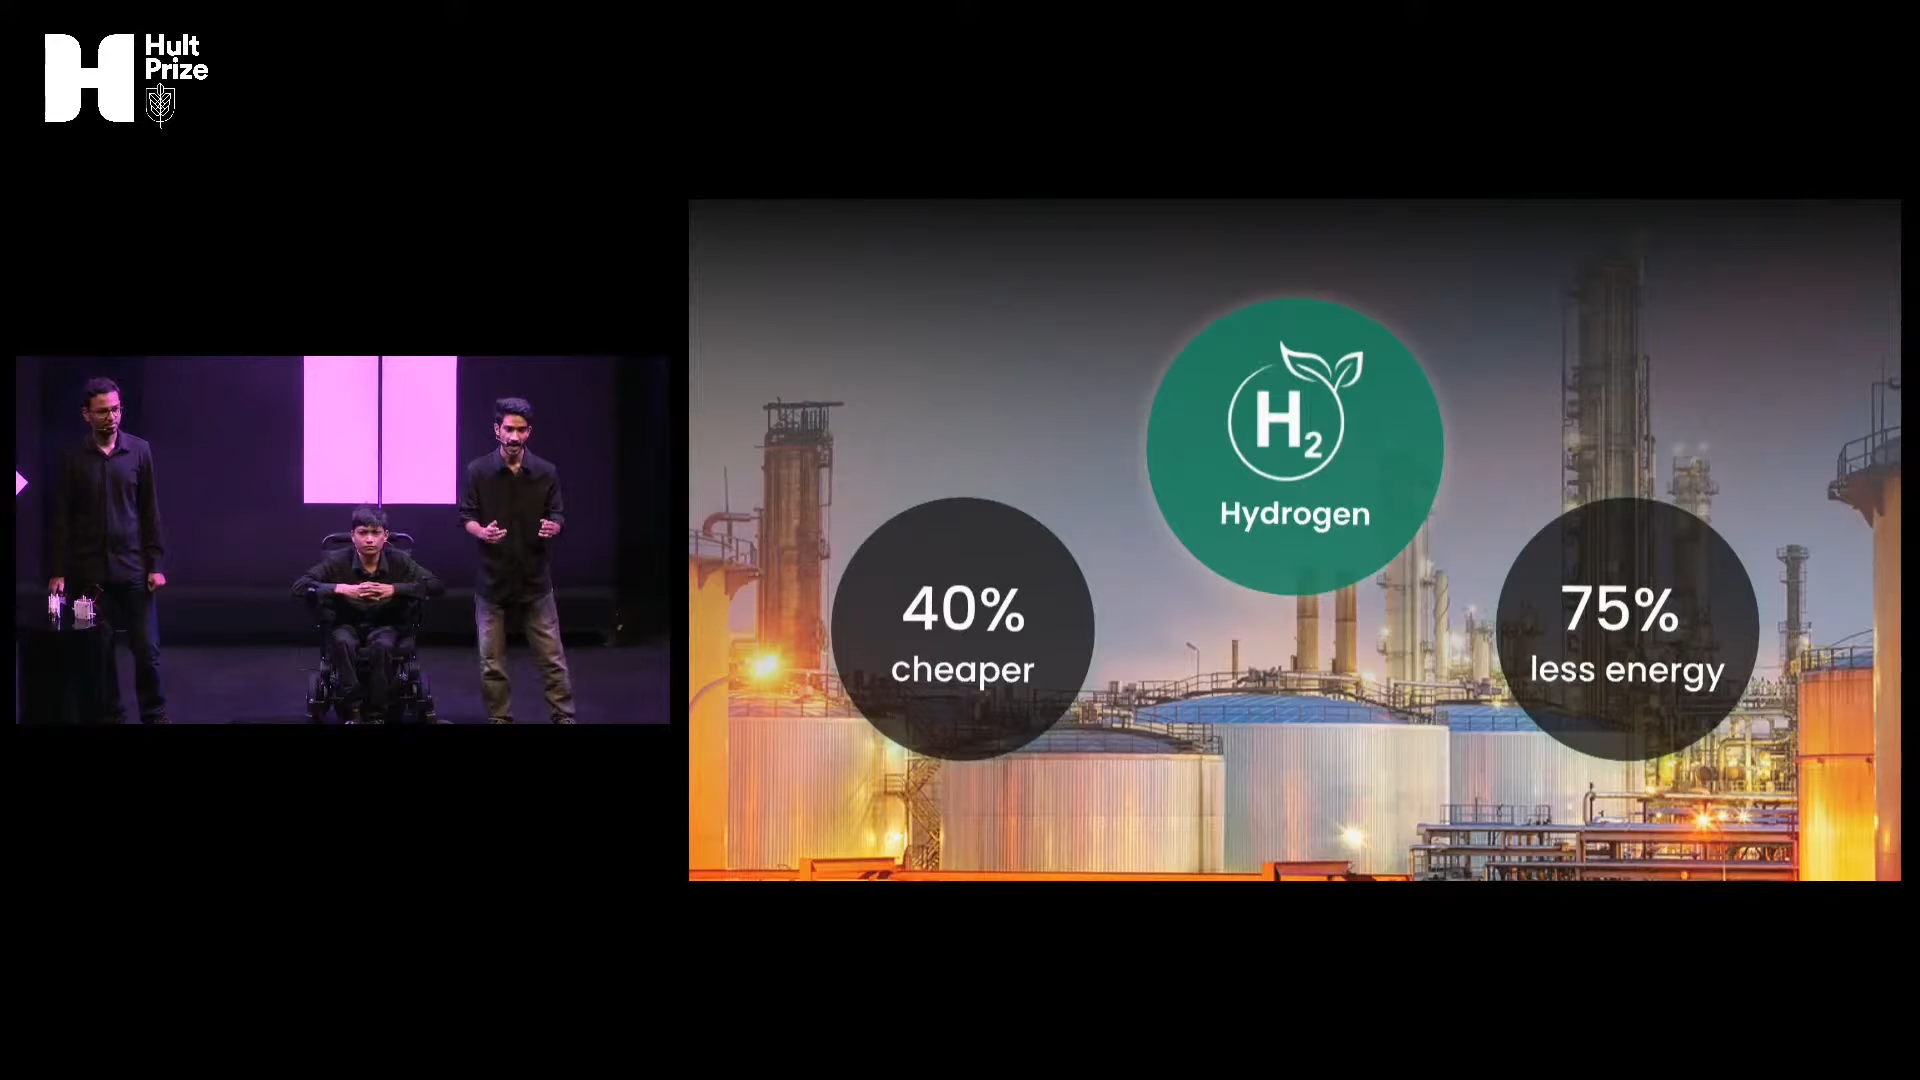 Hult
Prize
H2
Hydrogen
40%
cheaper
75%
less energy